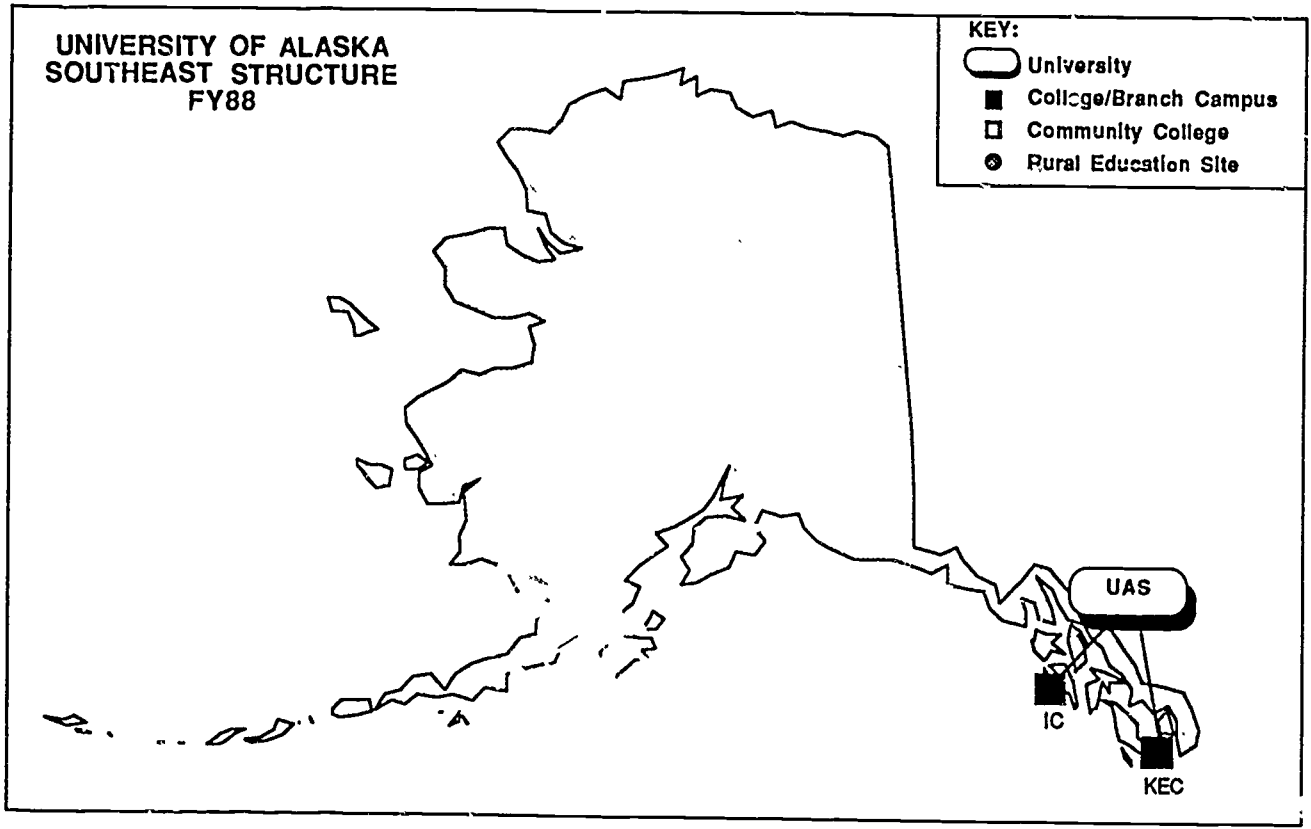 UNIVERSITY OF ALASKA
SOUTHEAST STRUCTURE
FY88
KEY:
University
College/Branch Campus
Community College
Rural Education Site
UAS
IC
KEC